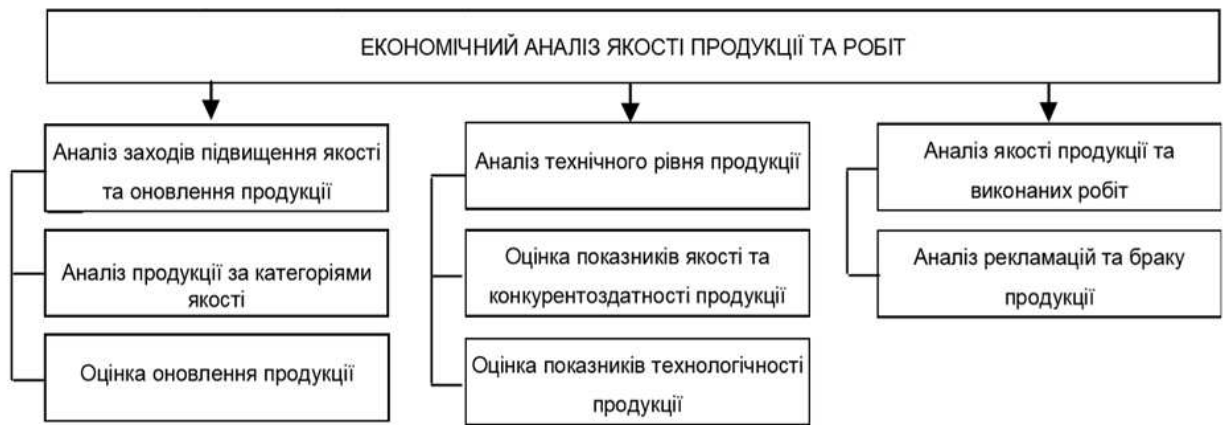 ЕКОНОМІЧНИЙ АНАЛІЗ ЯКОСТІ ПРОДУКЦІЇ ТА РОБІТ
Аналіз заходів підвищення якості
та оновлення продукції
Аналіз продукції за категоріями
якості
Оцінка оновлення продукції
Аналіз технічного рівня продукції
Оцінка показників якості та
конкурентоздатності продукції
Оцінка показників технологічності
продукції
Аналіз якості продукції та
виконаних робіт
Аналіз рекламацій та браку
продукції